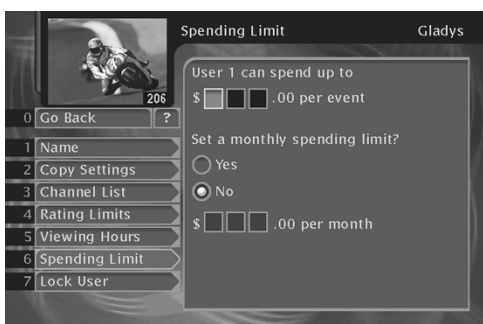 Spending Limit Gladys
206
0 Go Back ?
1 Name
2 Copy Settings
3 Channel List
4 Rating Limits
5 Viewing Hours
6 Spending Limit
7 Lock User
User 1 can spend up to
$ .00 per event
Set a monthly spending limit?
Yes
No
$ .00 per month